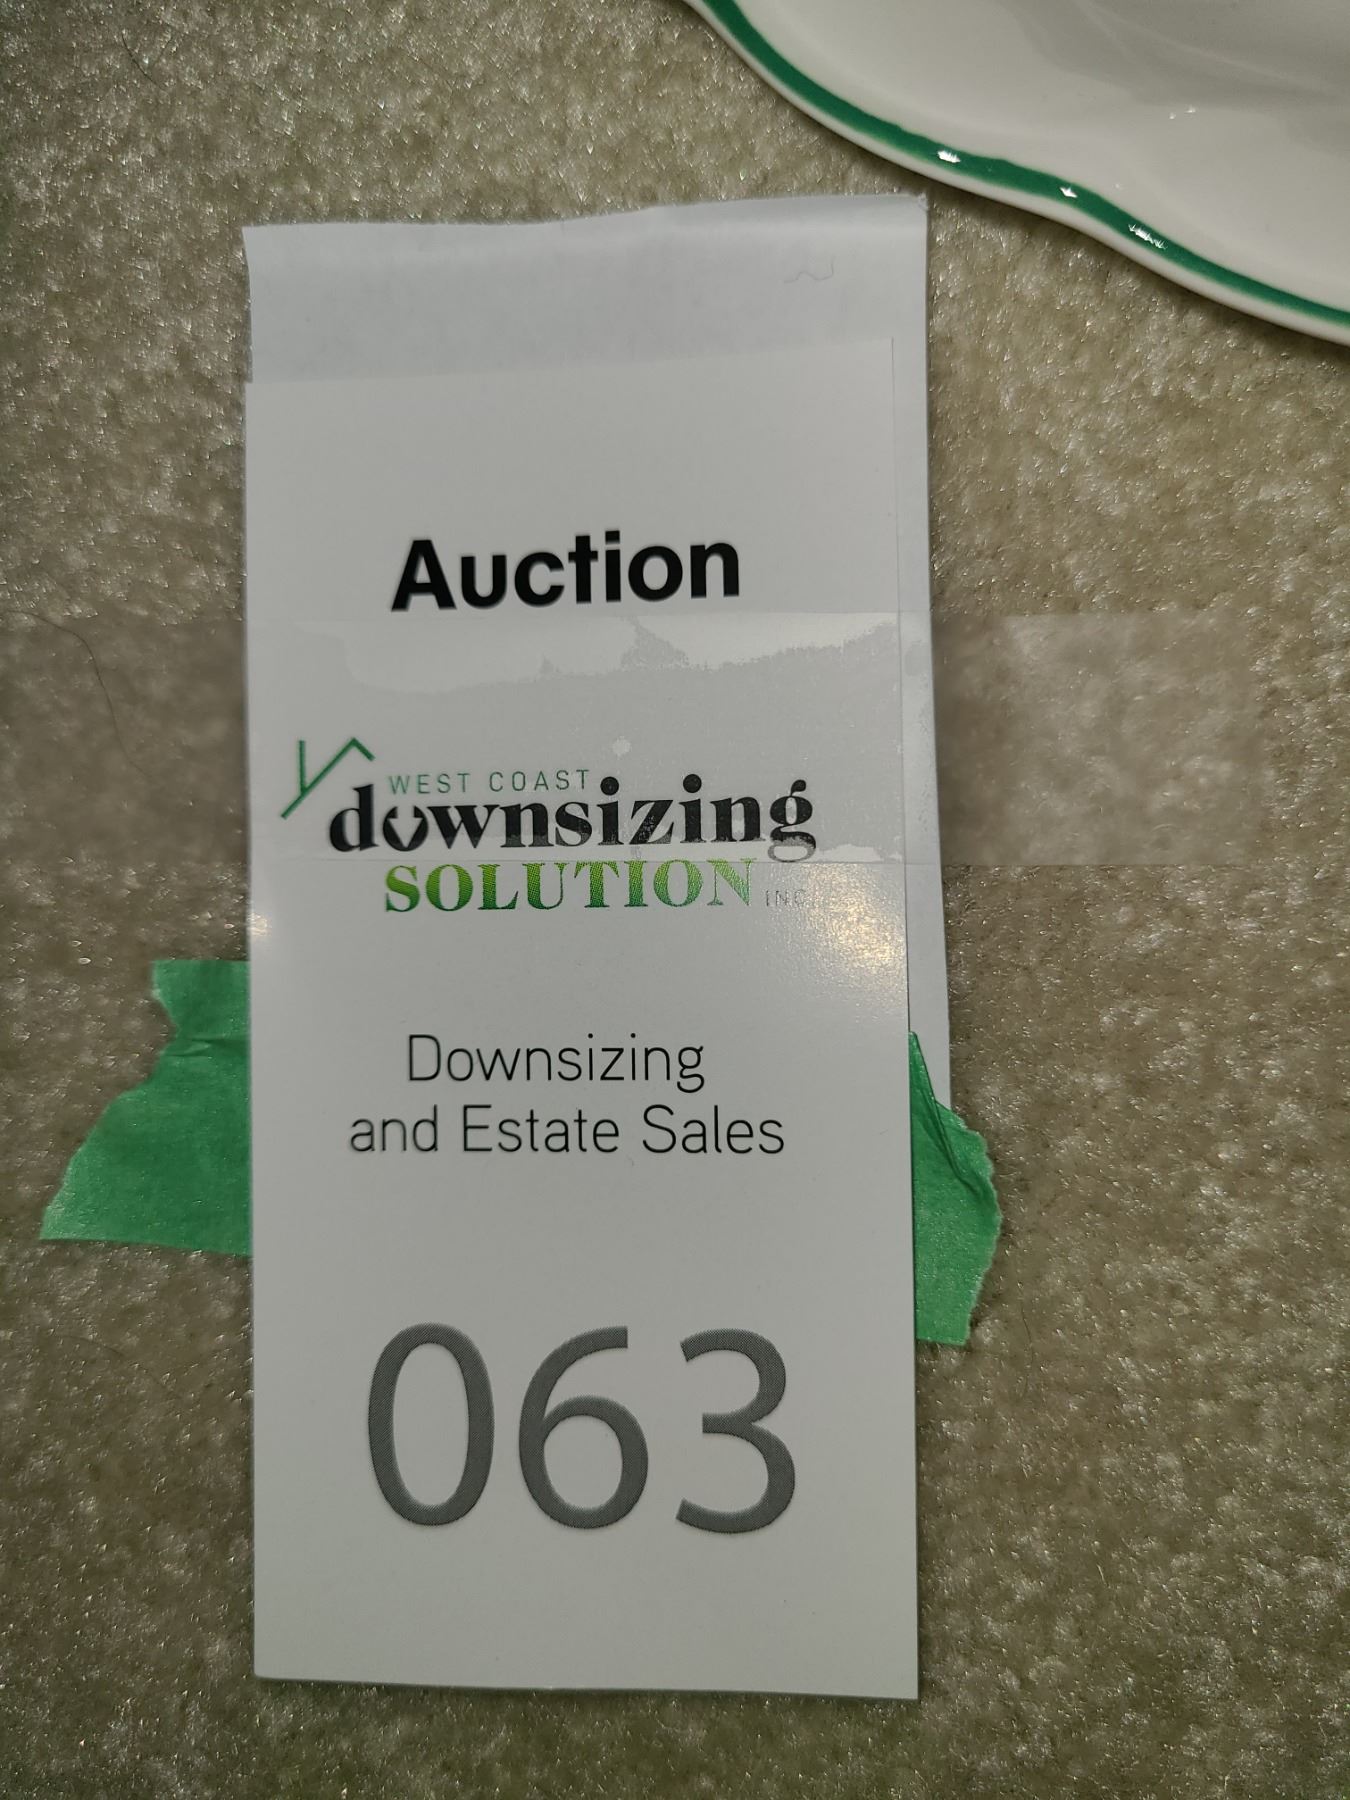 Auction
WEST COAST
downsizing
SOLUTION INC.
Downsizing
and Estate Sales
063